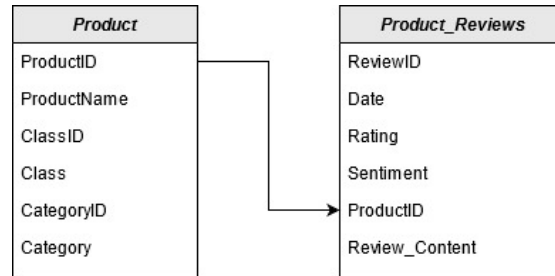 Product
ProductID
ProductName
ClassID
Class
CategoryID
Category
Product_Reviews
ReviewID
Date
Rating
Sentiment
ProductID
Review_Content